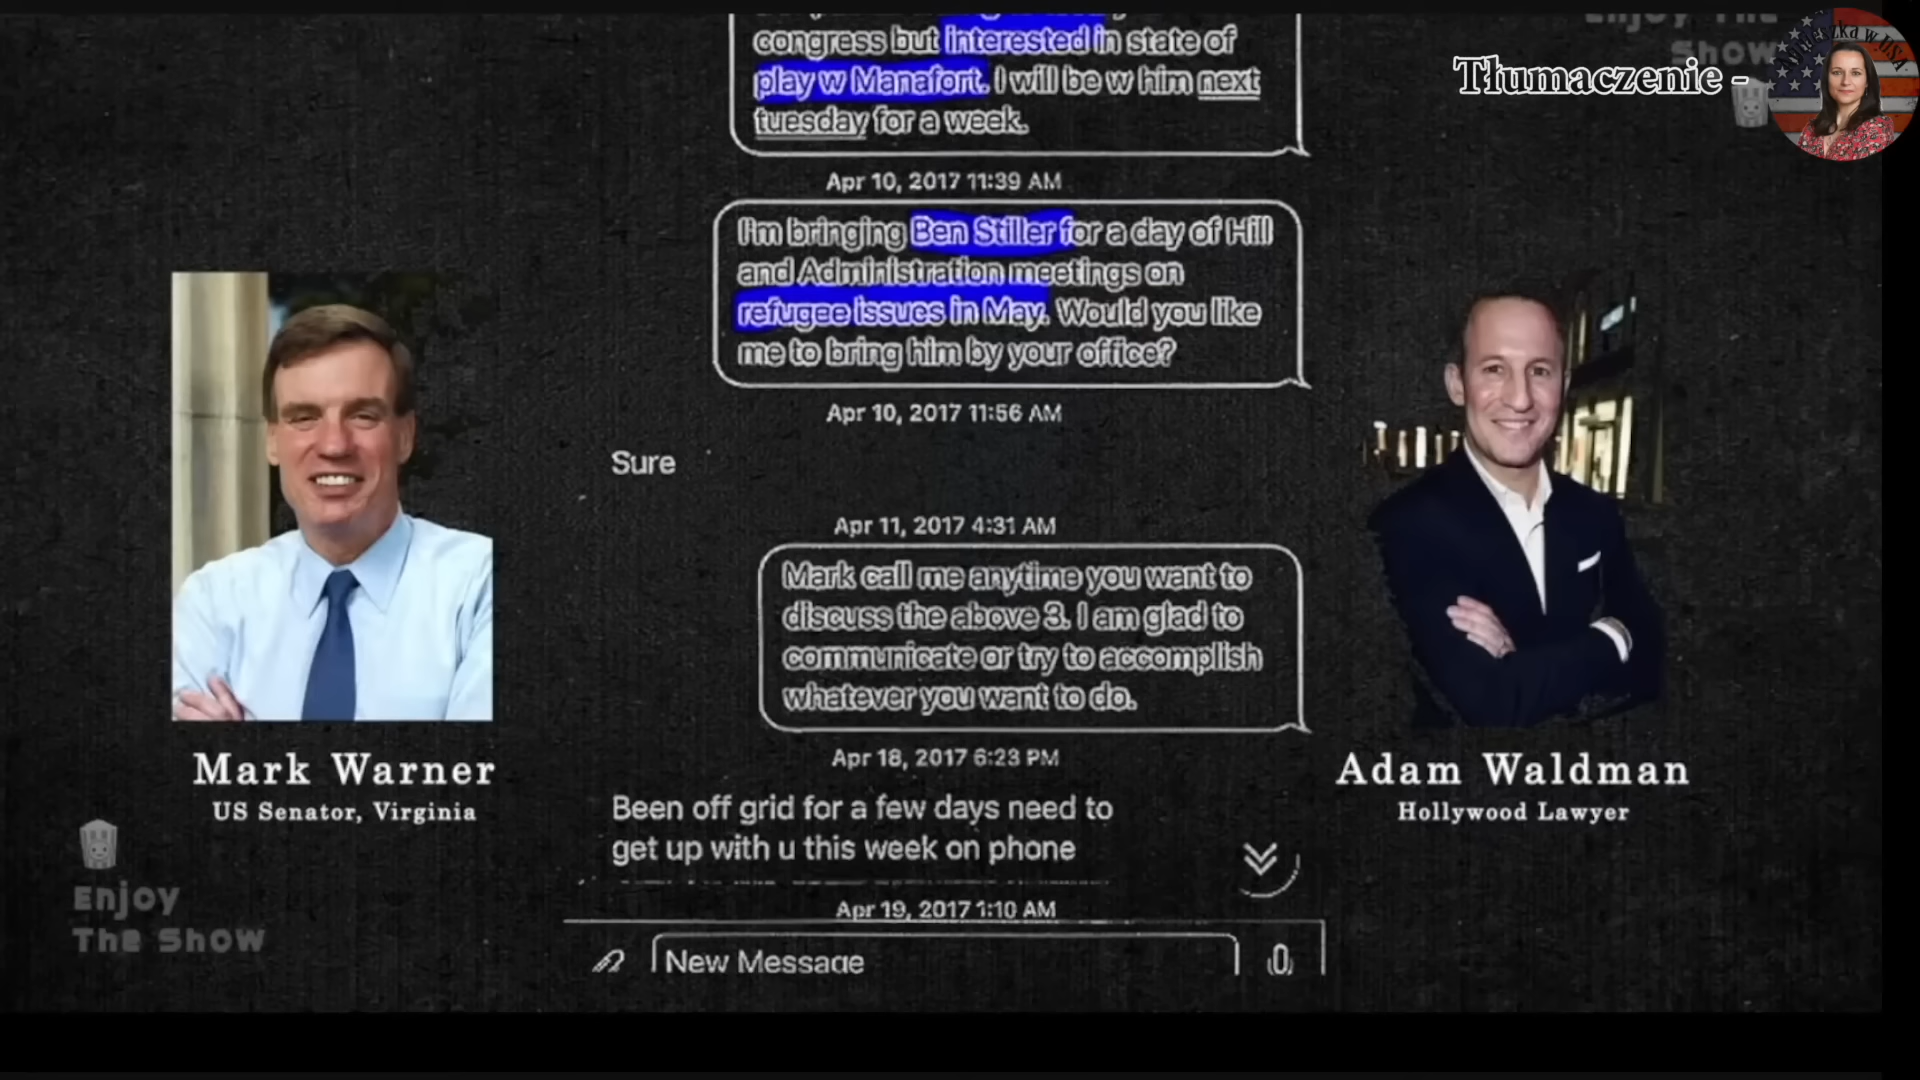 Enjoy The
Show
Tłumaczenie -
w USA
congress but interested in state of
play w Manafort. I will be w him next
tuesday for a week.
Apr 10, 2017 11:39 AM
I'm bringing Ben Stiller for a day of Hill
and Administration meetings on
refugee issues in May. Would you like
me to bring him by your office?
Apr 10, 2017 11:56 AM
Sure
Apr 11, 2017 4:31 AM
Mark call me anytime you want to
discuss the above 3. I am glad to
communicate or try to accomplish
whatever you want to do.
Apr 18, 2017 6:23 PM
Been off grid for a few days need to
get up with u this week on phone
Apr 19, 2017 1:10 AM
New Message
Mark Warner
US Senator, Virginia
Adam Waldman
Hollywood Lawyer
Enjoy
The Show